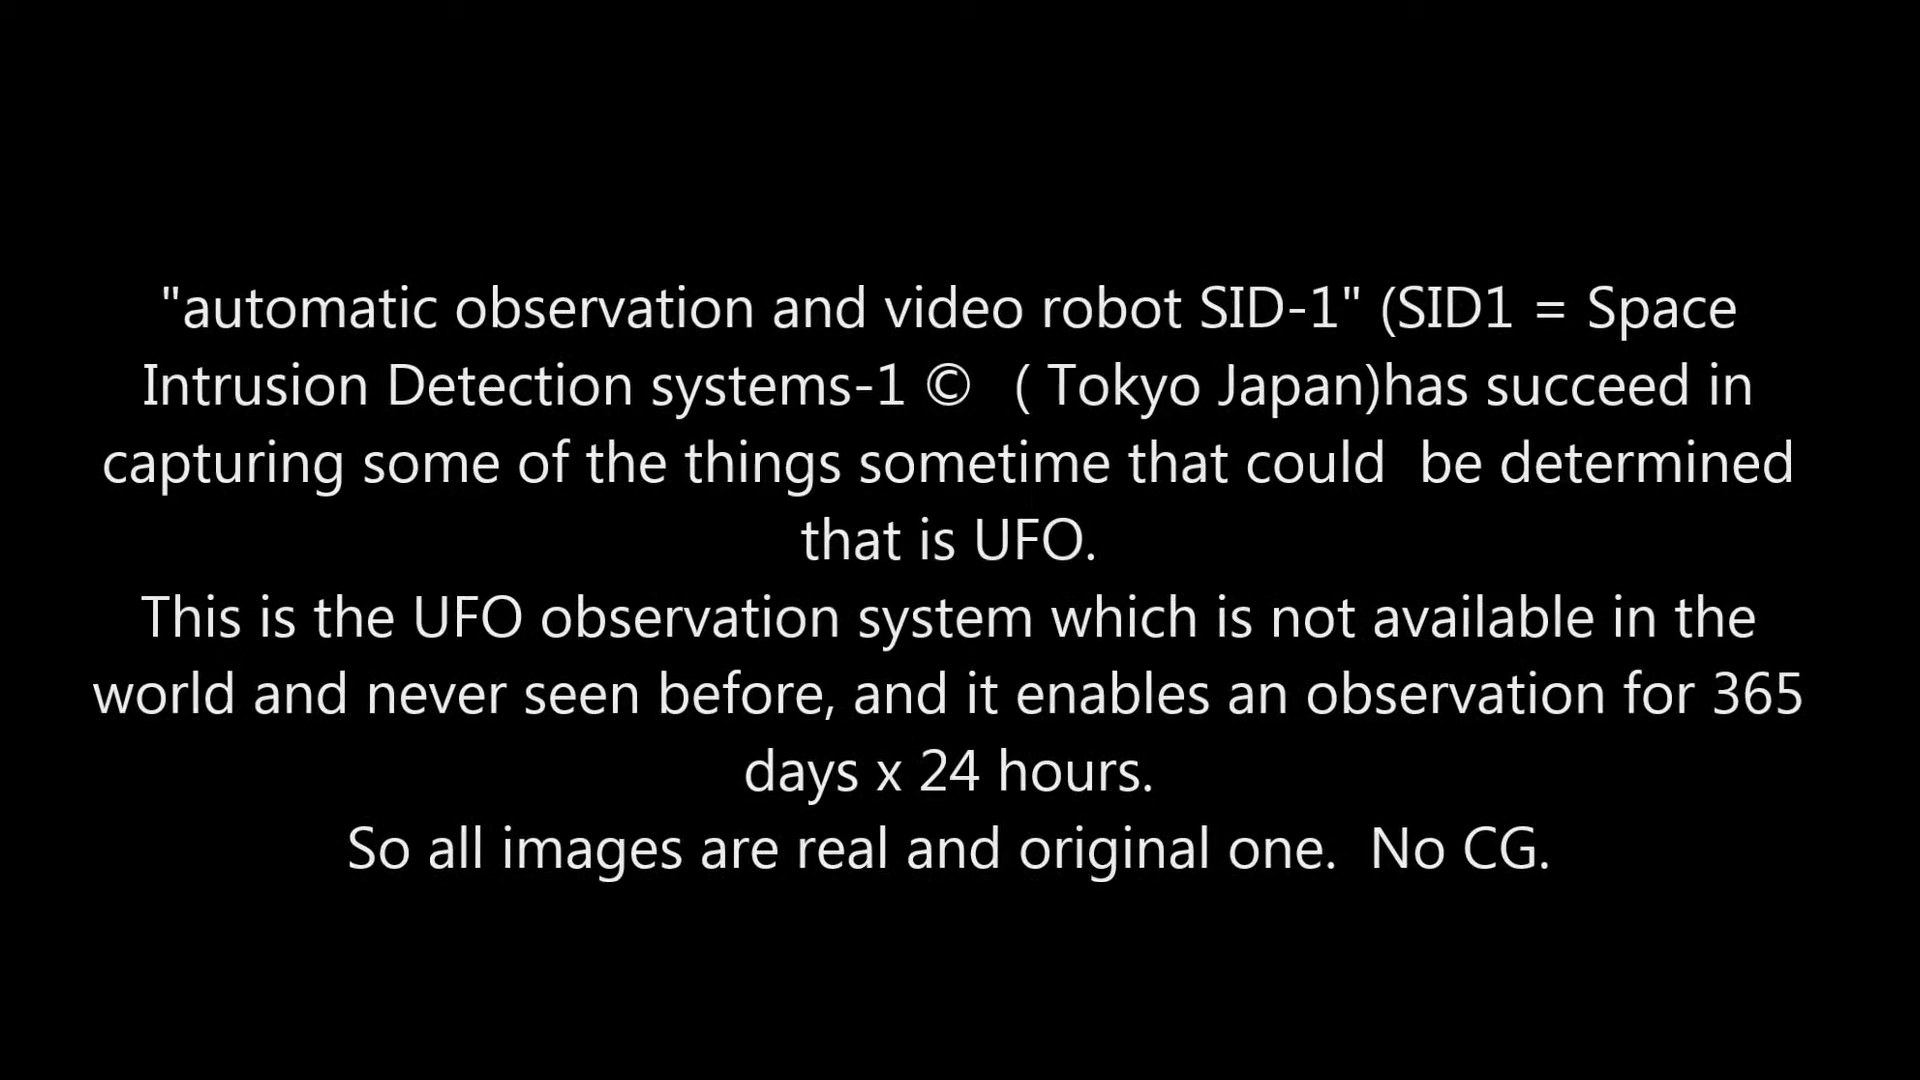 "automatic observation and video robot SID-1" (SID1 = Space
Intrusion Detection systems-1 ©   ( Tokyo Japan)has succeed in
capturing some of the things sometime that could  be determined
that is UFO.
This is the UFO observation system which is not available in the
world and never seen before, and it enables an observation for 365
days x 24 hours.
So all images are real and original one.  No CG.